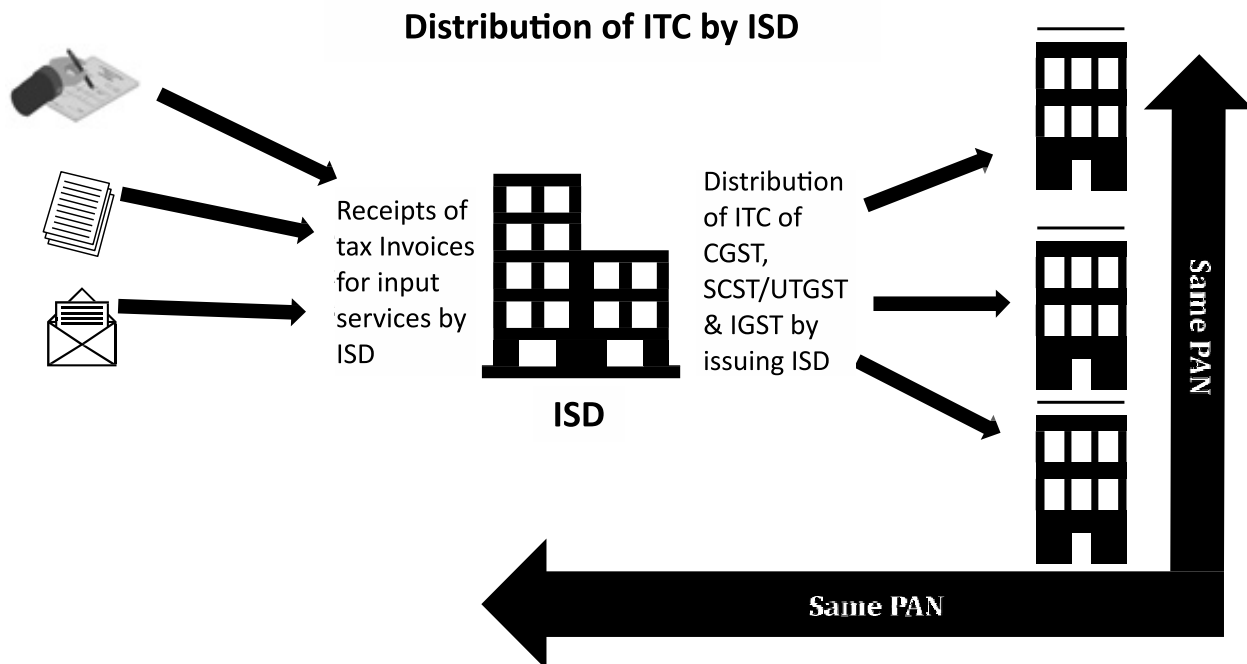 Distribution of ITC by ISD
Receipts of
tax Invoices
for input
services by
ISD
ISD
Distribution
of ITC of
CGST,
SCST/UTGST
& IGST by
issuing ISD
Same PAN
Same PAN